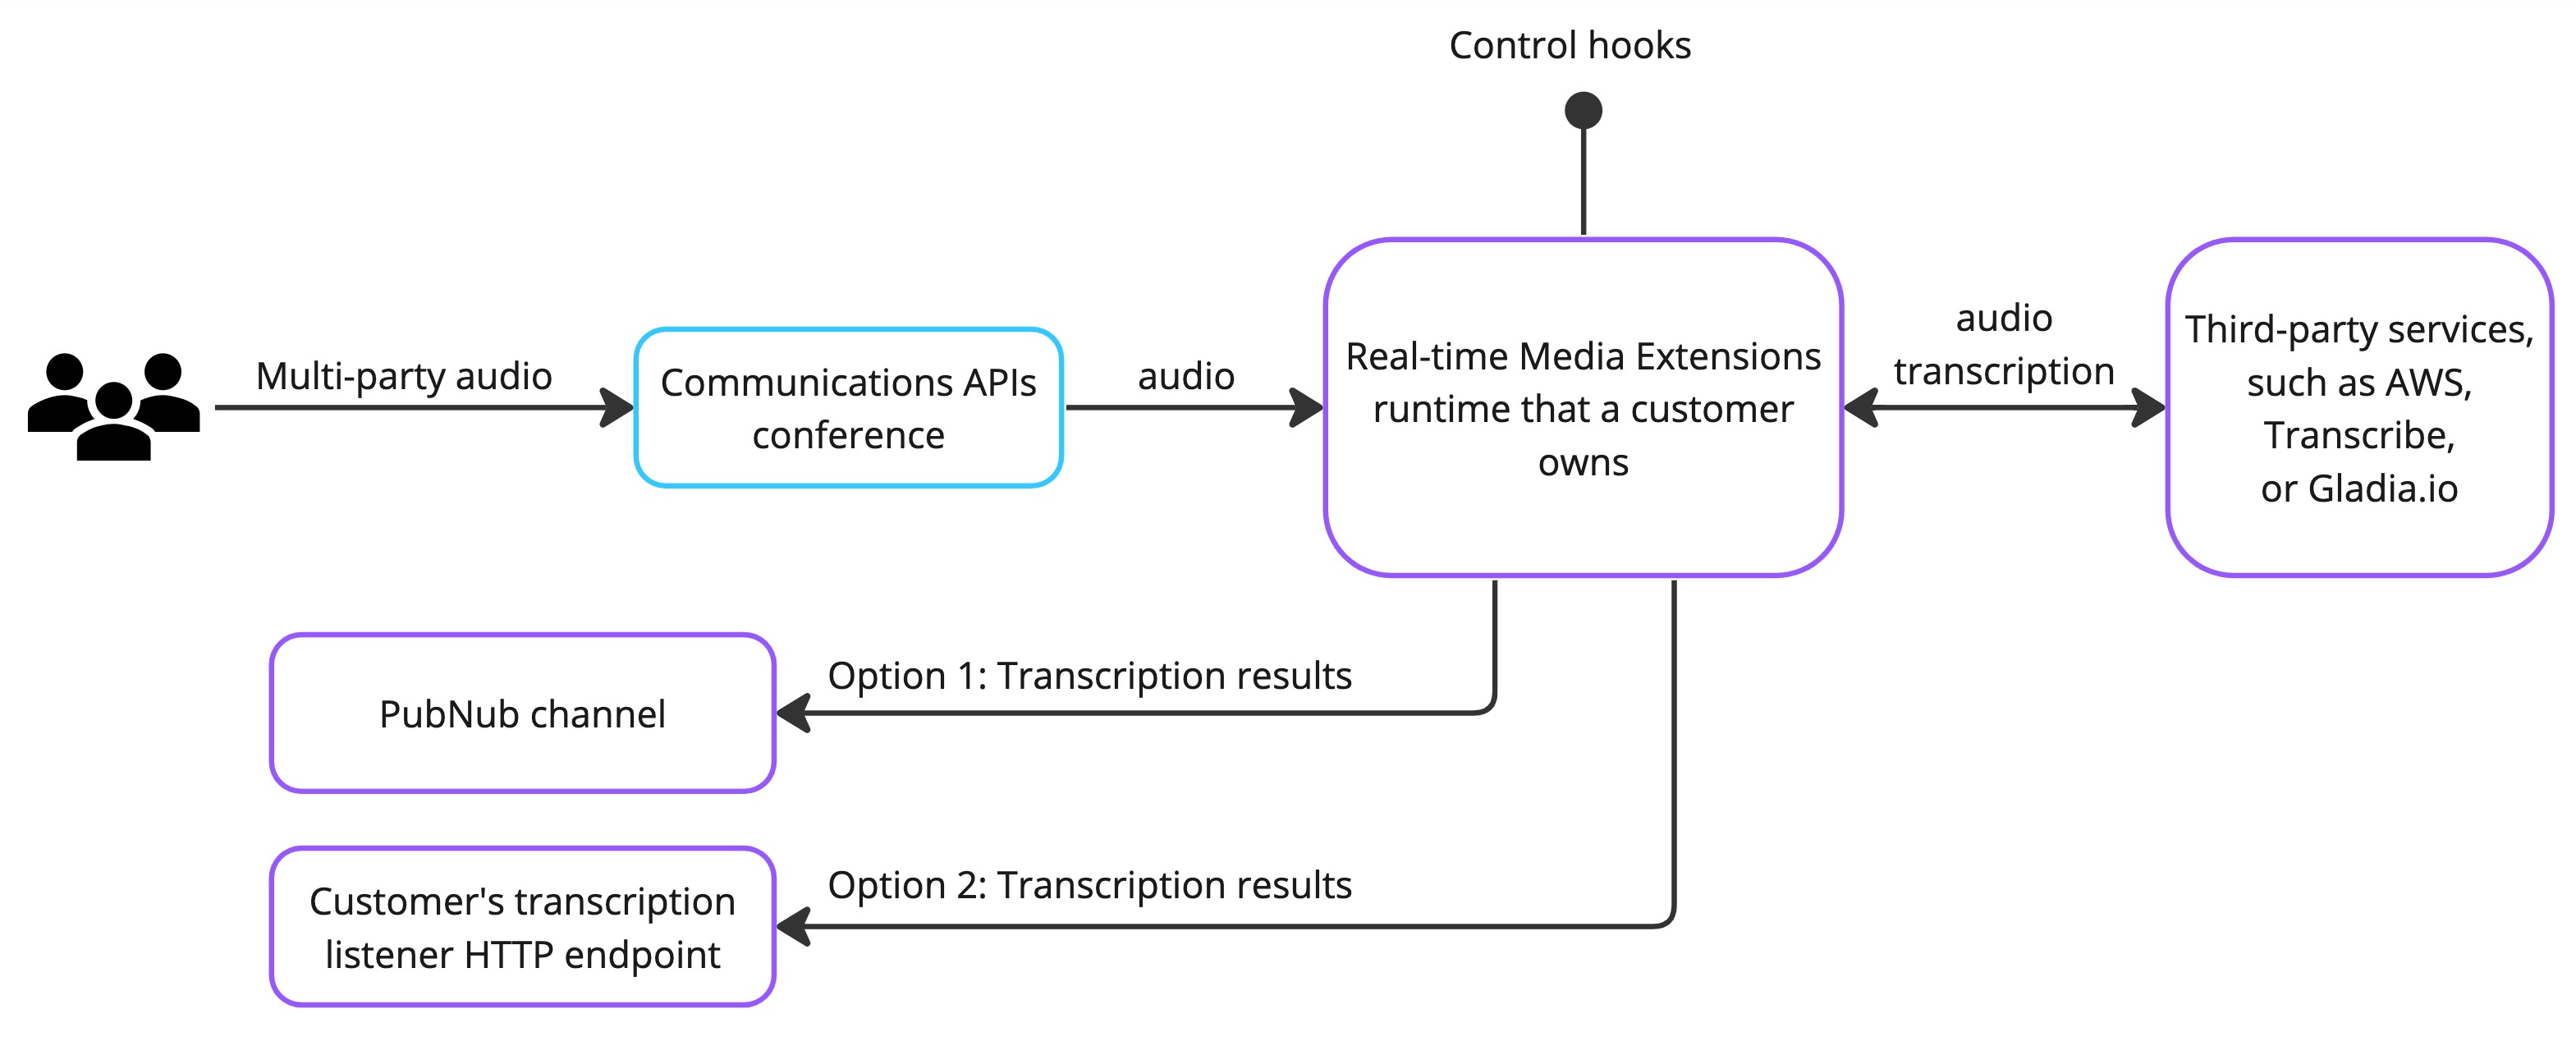 Control hooks
Multi-party audio
Communications APIs
conference
audio
Real-time Media Extensions
runtime that a customer
owns
audio
transcription
Third-party services,
such as AWS,
Transcribe,
or Gladia.io
PubNub channel
Option 1: Transcription results
Customer's transcription
listener HTTP endpoint
Option 2: Transcription results